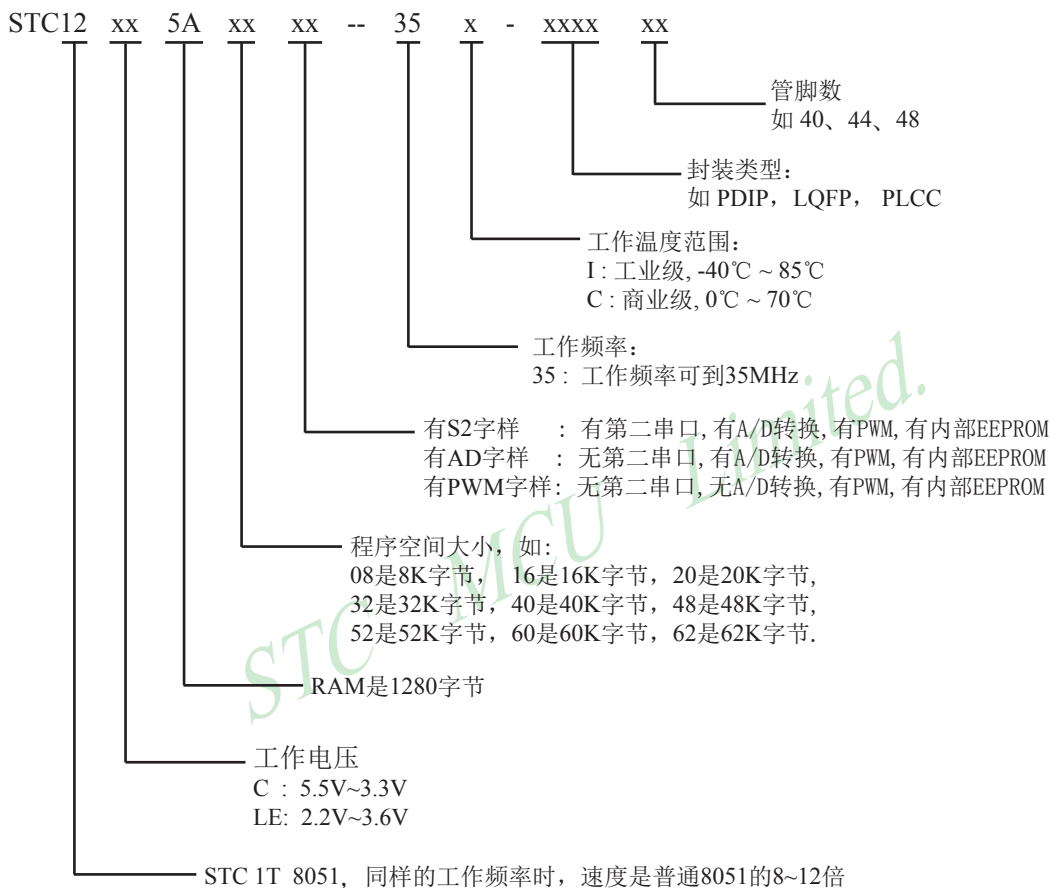 STC12 xx 5A xx xx -- 35 x - xxxx xx
管脚数
如 40、44、48
封装类型：
如 PDIP，LQFP， PLCC
工作温度范围：
I : 工业级, -40℃ ~ 85℃
C : 商业级, 0℃ ~ 70℃
工作频率：
35 : 工作频率可到35MHz
有S2字样 : 有第二串口,有A/D转换,有PWM,有内部EEPROM
有AD字样 : 无第二串口,有A/D转换,有PWM,有内部EEPROM
有PWM字样: 无第二串口,无A/D转换,有PWM,有内部EEPROM
程序空间大小，如:
08是8K字节， 16是16K字节，20是20K字节,
32是32K字节，40是40K字节，48是48K字节,
52是52K字节，60是60K字节，62是62K字节.
RAM是1280字节
工作电压
C : 5.5V~3.3V
LE: 2.2V~3.6V
STC 1T 8051，同样的工作频率时，速度是普通8051的8~12倍
STC MCU Limited.